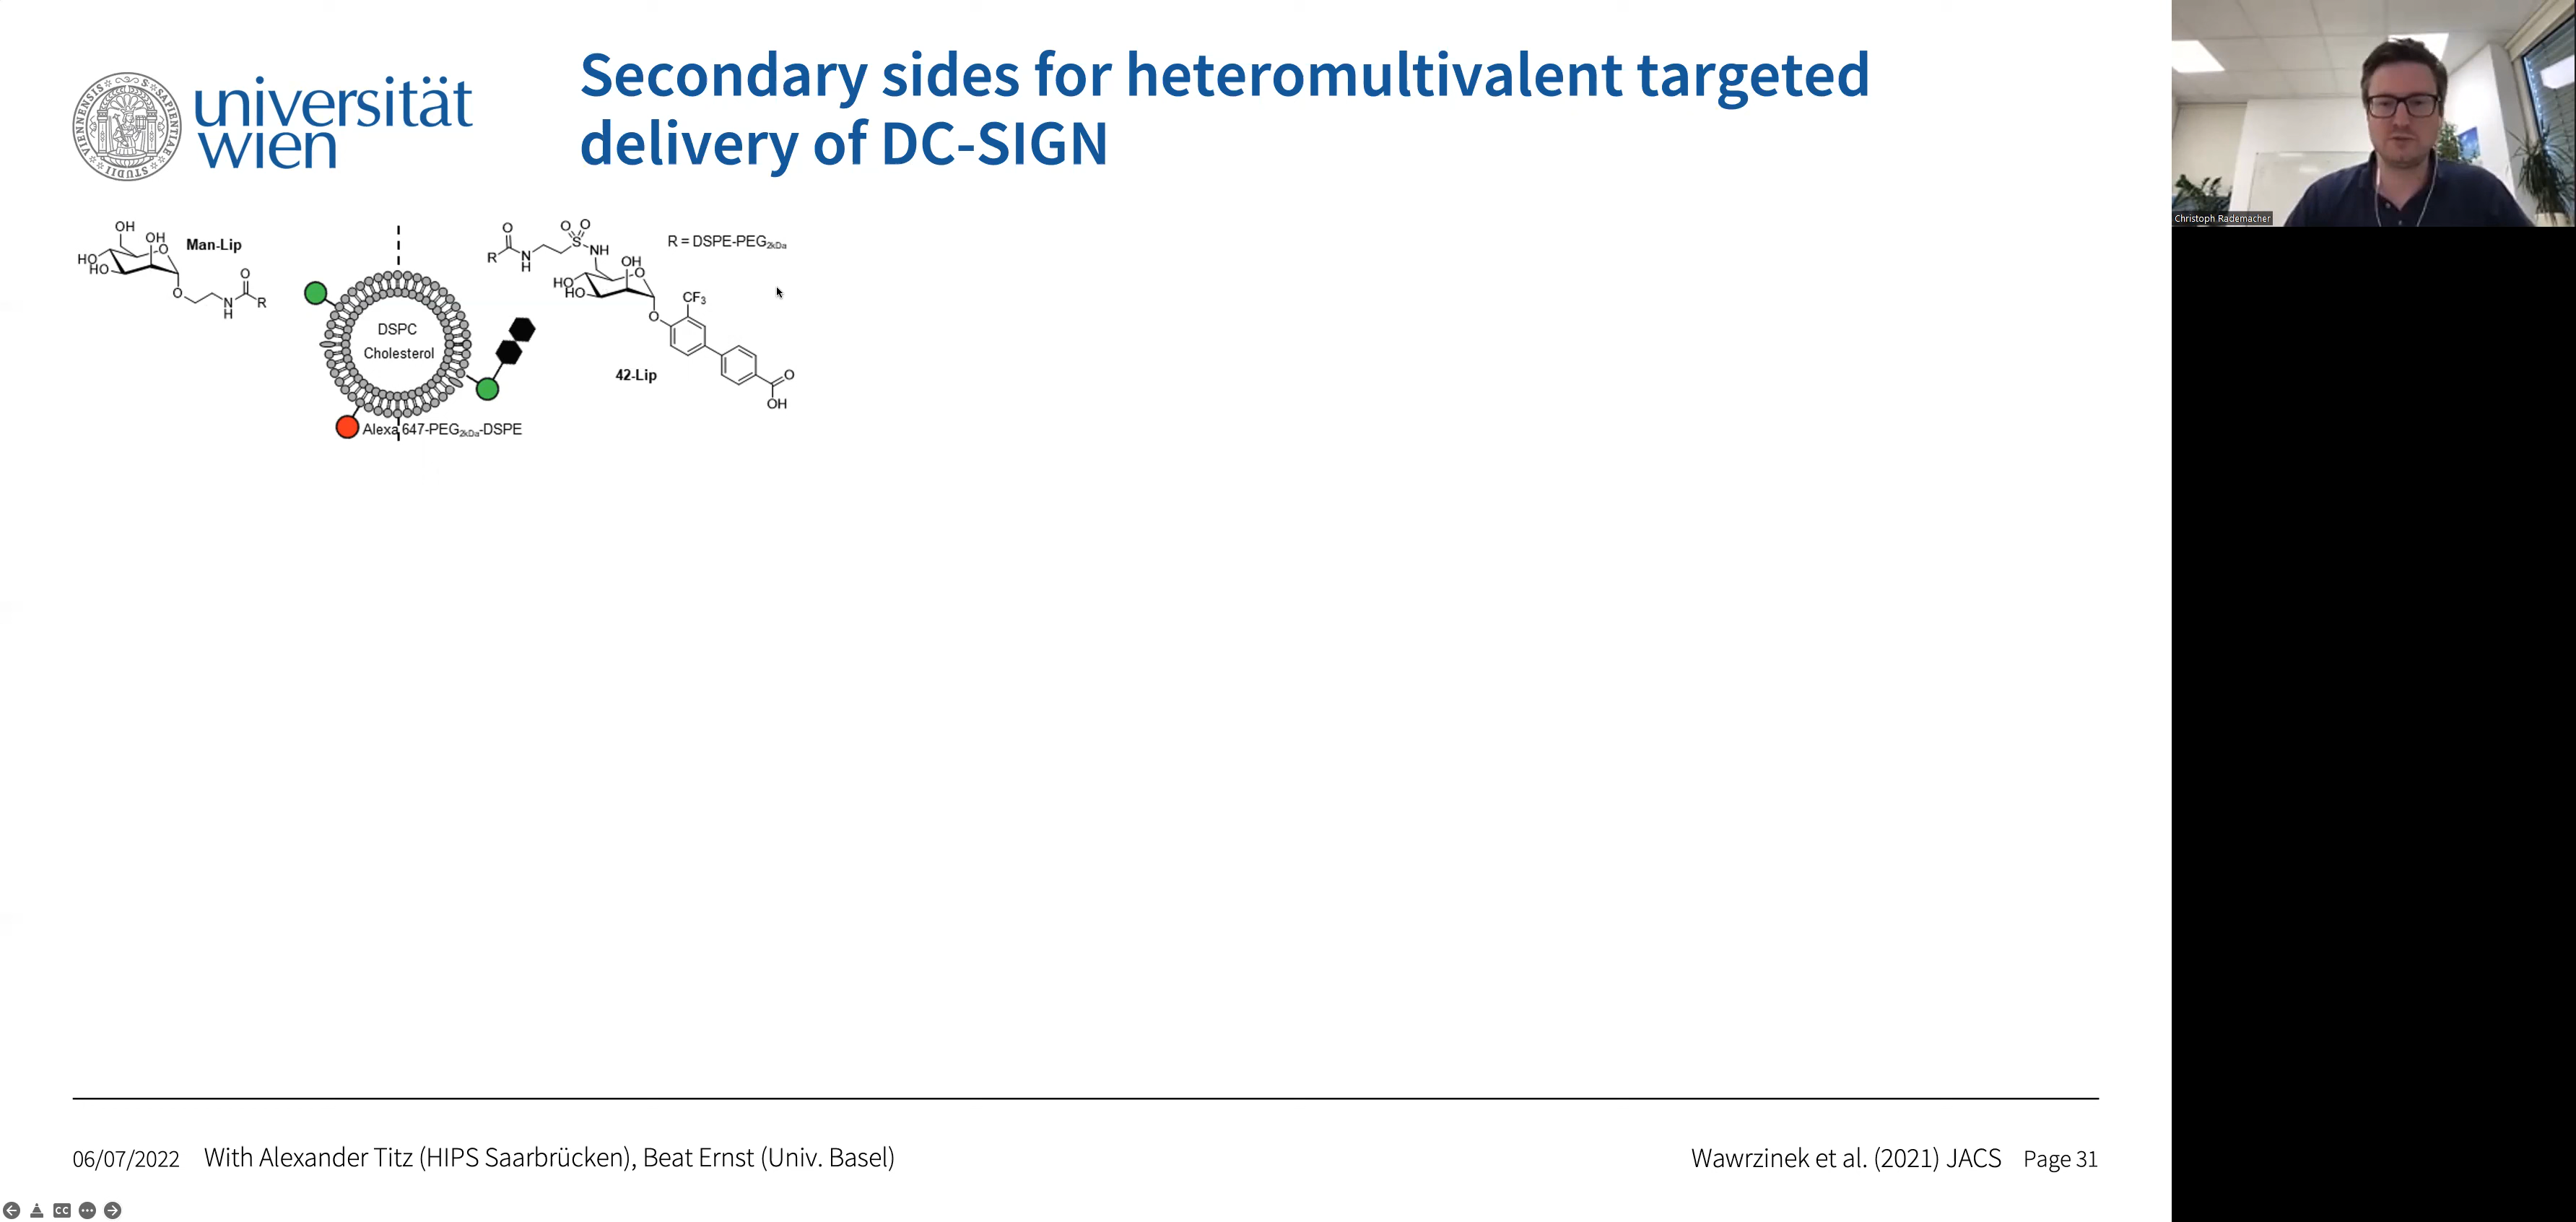 universität
wien
VIENNENSIS
Secondary sides for heteromultivalent targeted
delivery of DC-SIGN
Christoph Rademacher
OH
OH
O
HO
HO
Man-Lip
O
O
N
H
R
O
R
N
H
O O
S
NH
R = DSPE-PEG2kDa
OH
O
HO
HO
CF3
O
42-Lip
O
OH
DSPC
Cholesterol
Alexa 647-PEG2kDa-DSPE
06/07/2022 With Alexander Titz (HIPS Saarbrücken), Beat Ernst (Univ. Basel)
Wawrzinek et al. (2021) JACS Page 31
CC